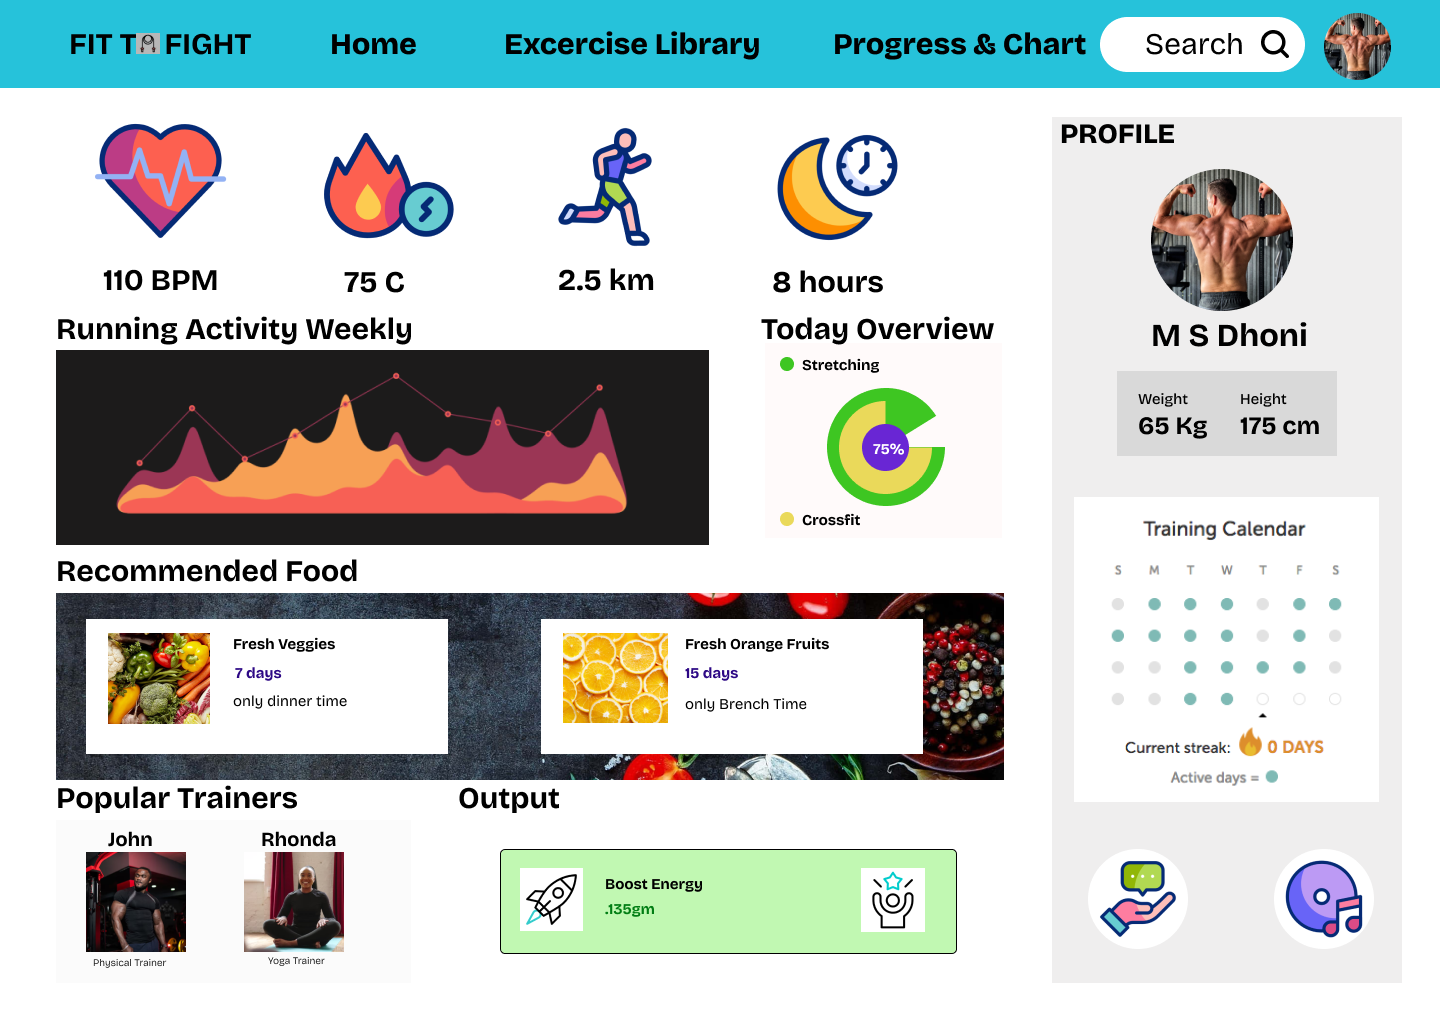 FIT TO FIGHT
Home
Excercise Library
Progress & Chart
Search
110 BPM
75 C
2.5 km
8 hours
Running Activity Weekly
Today Overview
Stretching
75%
Crossfit
Recommended Food
Fresh Veggies
7 days
only dinner time
Fresh Orange Fruits
15 days
only Brench Time
Popular Trainers
John
Rhonda
Physical Trainer
Yoga Trainer
Output
Boost Energy
.135gm
PROFILE
M S Dhoni
Weight Height
65 Kg 175 cm
Training Calendar
S M T W T F S
Current streak: 0 DAYS
Active days =